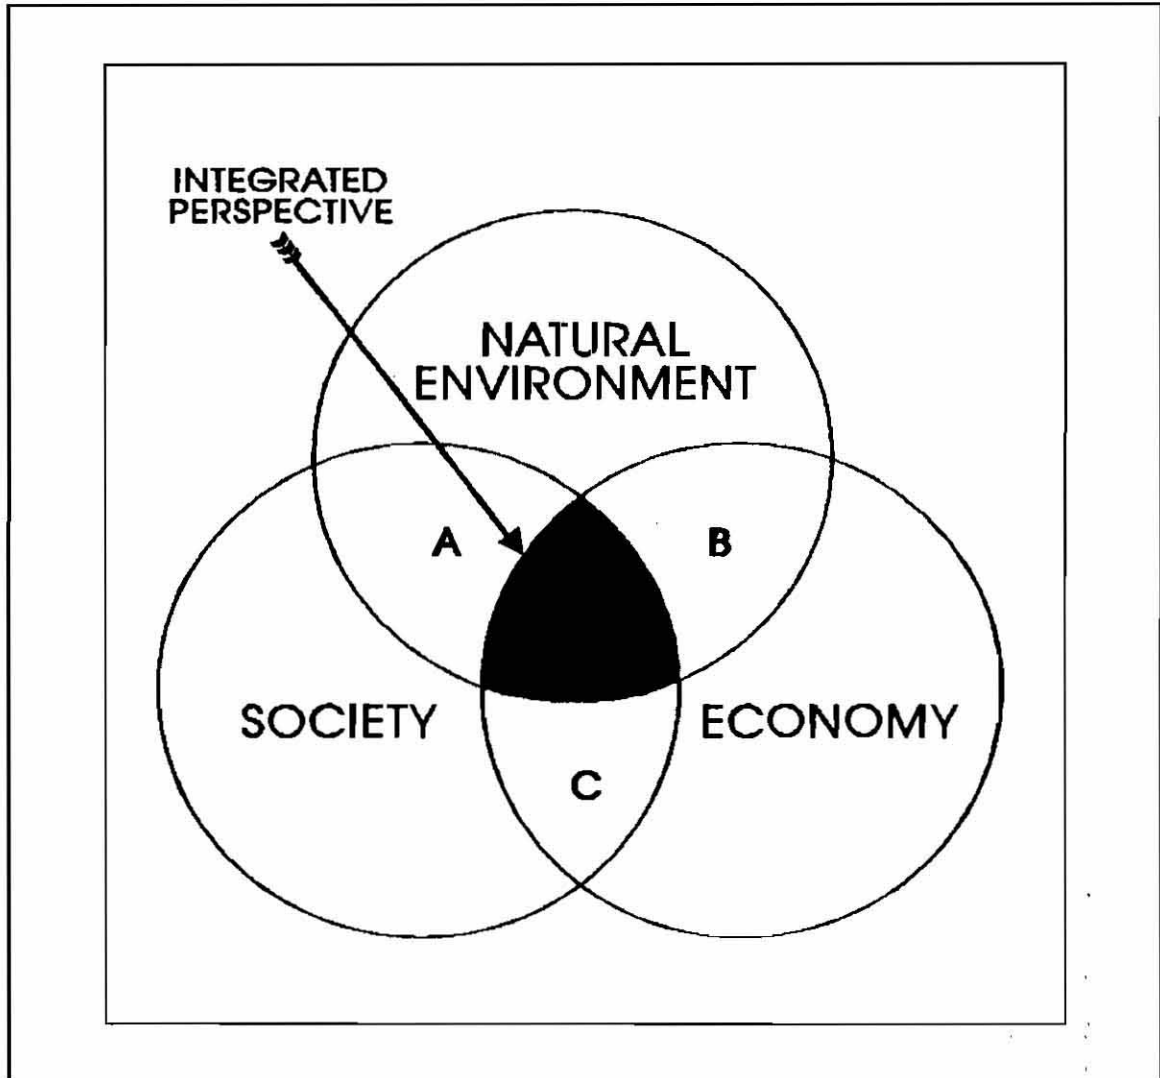 INTEGRATED
PERSPECTIVE
NATURAL
ENVIRONMENT
A
B
SOCIETY
ECONOMY
C